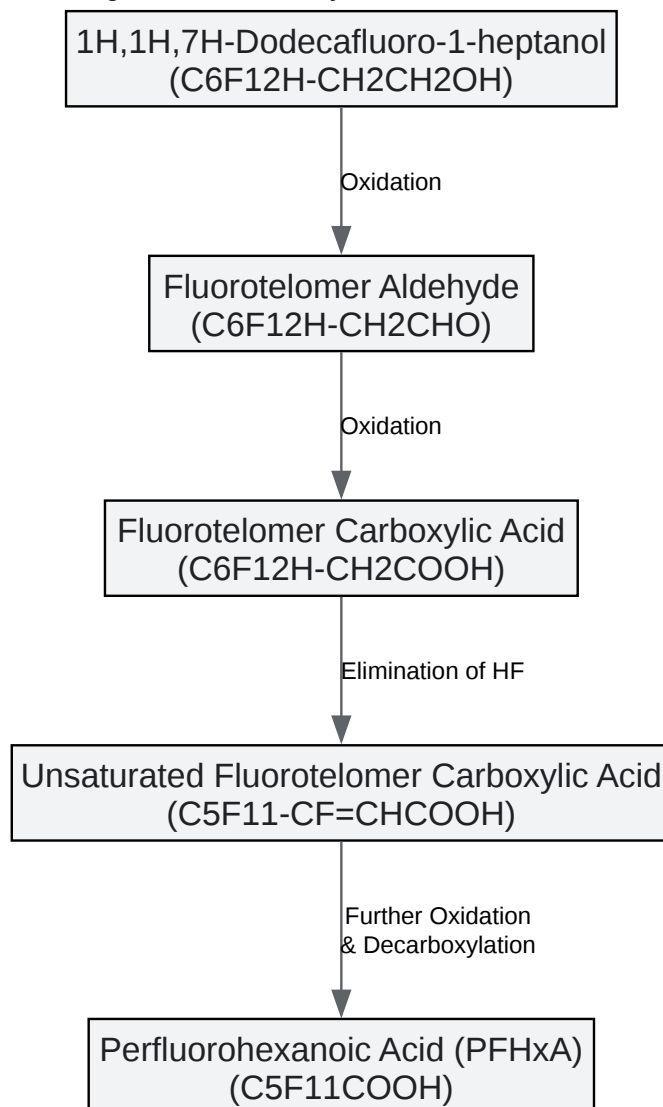 1H,1H,7H-Dodecafluoro-1-heptanol
(C6F12H-CH2CH2OH)
Oxidation
Fluorotelomer Aldehyde
(C6F12H-CH2CHO)
Oxidation
Fluorotelomer Carboxylic Acid
(C6F12H-CH2COOH)
Elimination of HF
Unsaturated Fluorotelomer Carboxylic Acid
(C5F11-CF=CHCOOH)
Further Oxidation
& Decarboxylation
Perfluorohexanoic Acid (PFHxA)
(C5F11COOH)